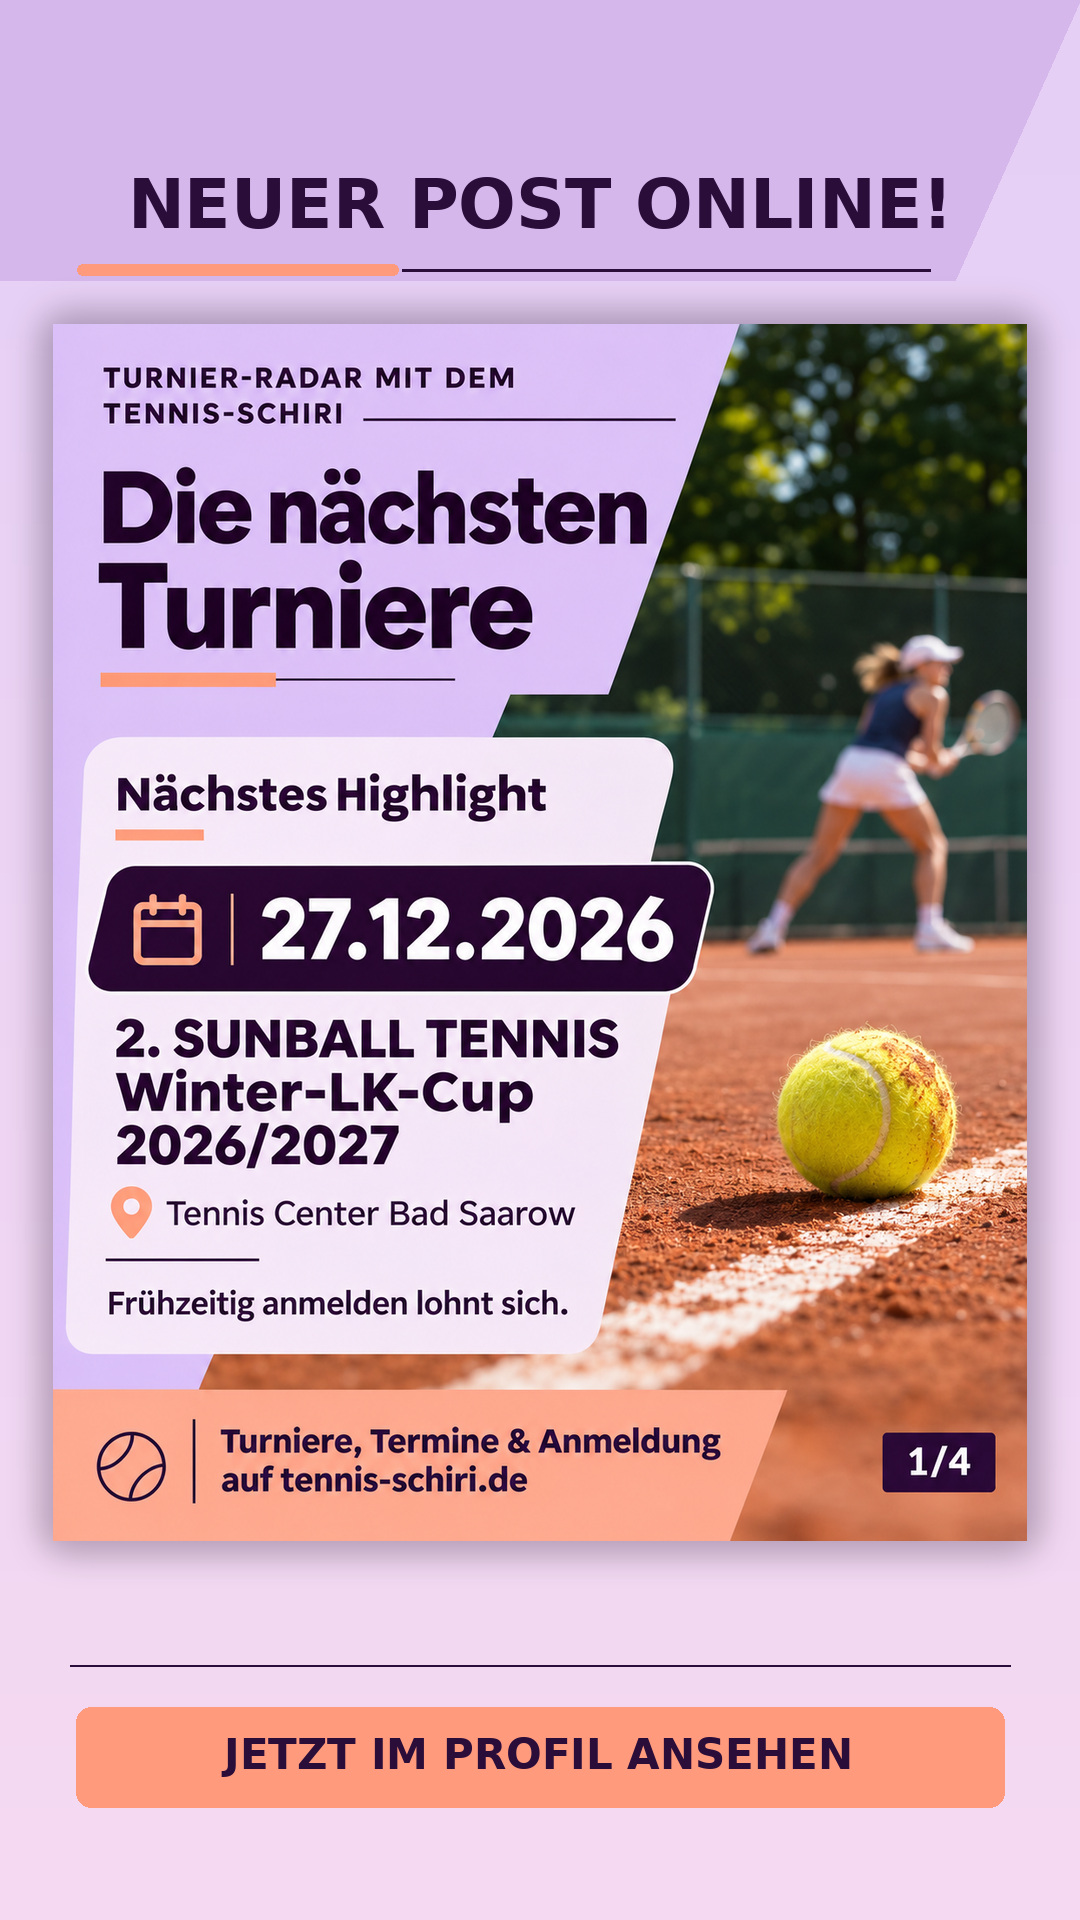 NEUER POST ONLINE!
TURNIER-RADAR MIT DEM
TENNIS-SCHIRI
Die nächsten
Turniere
Nächstes Highlight
27.12.2026
2. SUNBALL TENNIS
Winter-LK-Cup
2026/2027
Tennis Center Bad Saarow
Frühzeitig anmelden lohnt sich.
Turniere, Termine & Anmeldung
auf tennis-schiri.de
1/4
JETZT IM PROFIL ANSEHEN